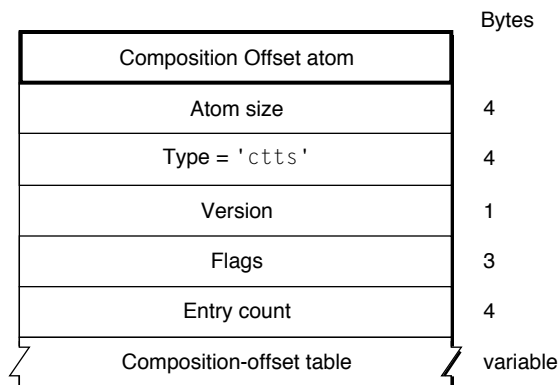 Bytes
Composition Offset atom
Atom size 4
Type = 'ctts' 4
Version 1
Flags 3
Entry count 4
Composition-offset table variable